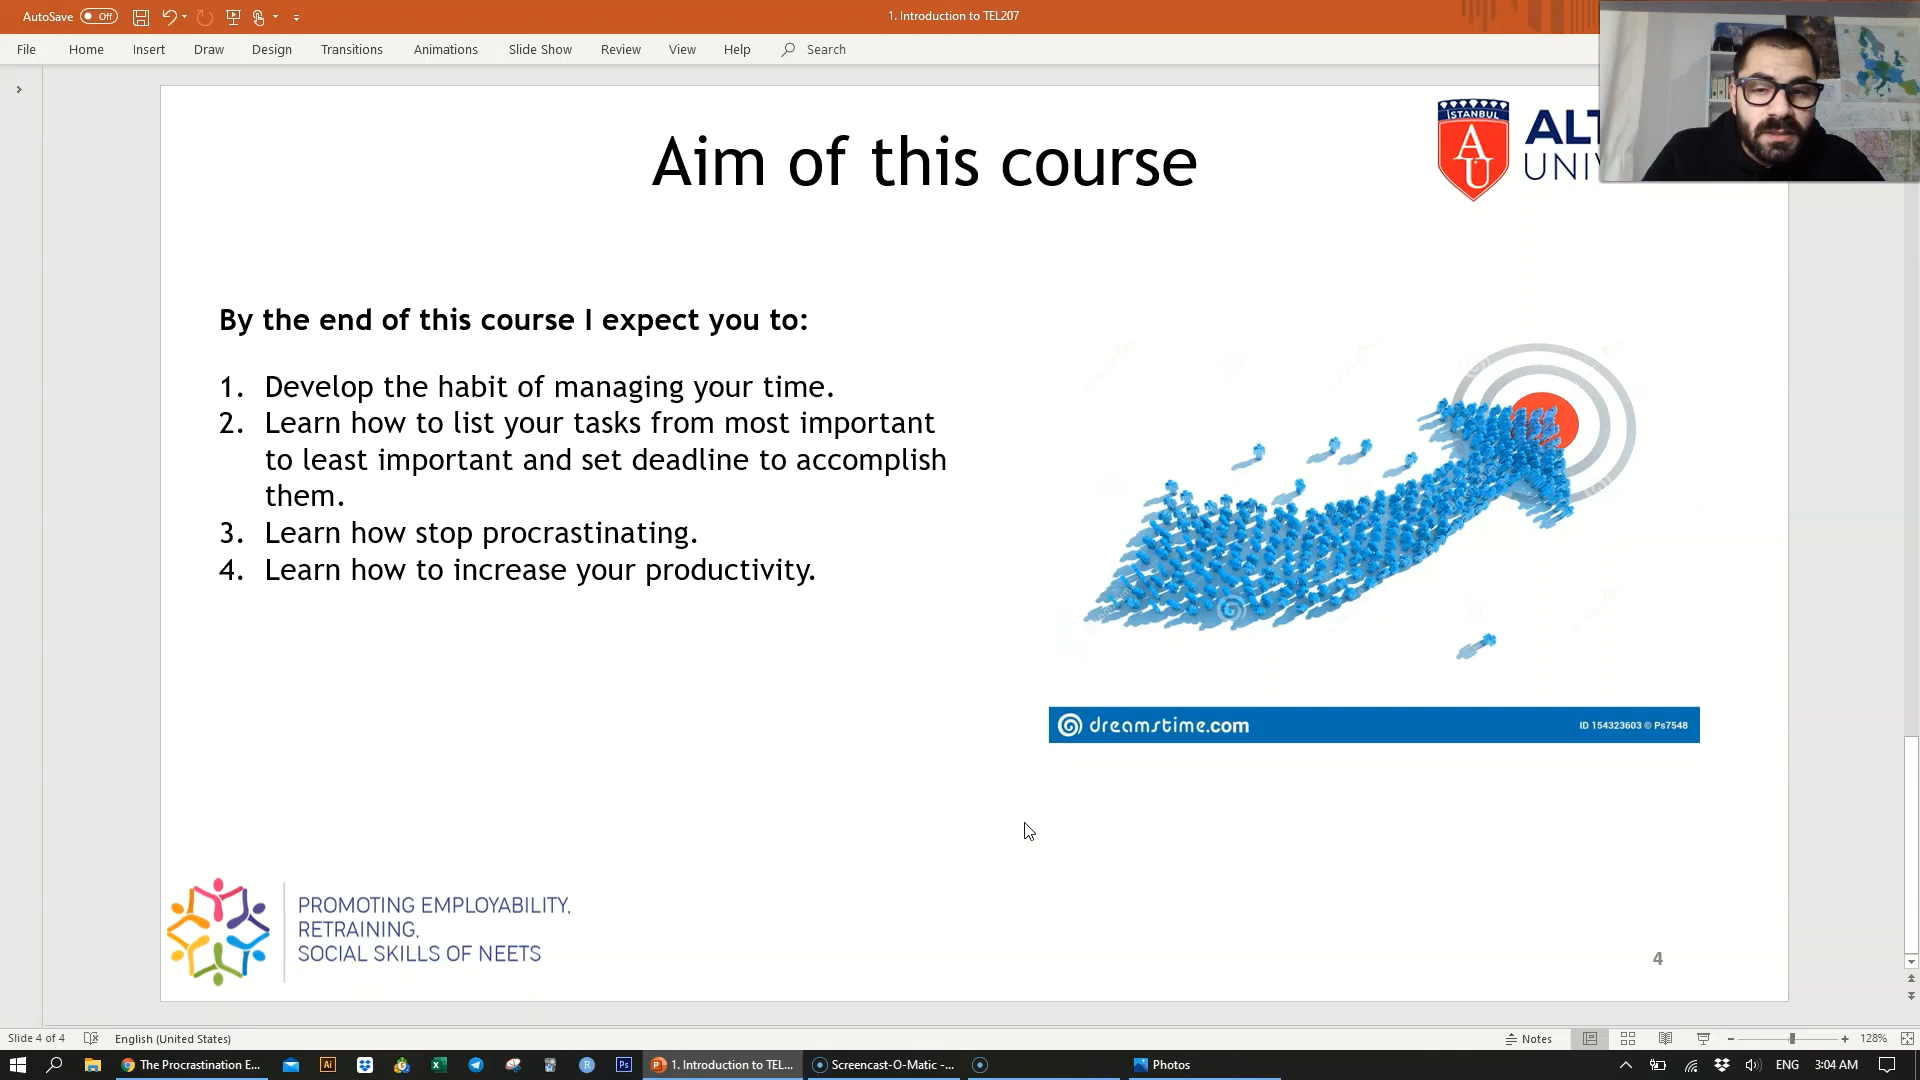 AutoSave Off
1. Introduction to TEL207
File Home Insert Draw Design Transitions Animations Slide Show Review View Help Search
ISTANBUL
AU
Aim of this course
By the end of this course I expect you to:
1. Develop the habit of managing your time.
2. Learn how to list your tasks from most important
to least important and set deadline to accomplish
them.
3. Learn how stop procrastinating.
4. Learn how to increase your productivity.
dreamstime.com
ID 154323603 © Ps7548
PROMOTING EMPLOYABILITY,
RETRAINING,
SOCIAL SKILLS OF NEETS
4
Slide 4 of 4 English (United States) Notes 128%
The Procrastination E... Ai Ps 1. Introduction to TEL... Screencast-O-Matic -... Photos ENG 3:04 AM